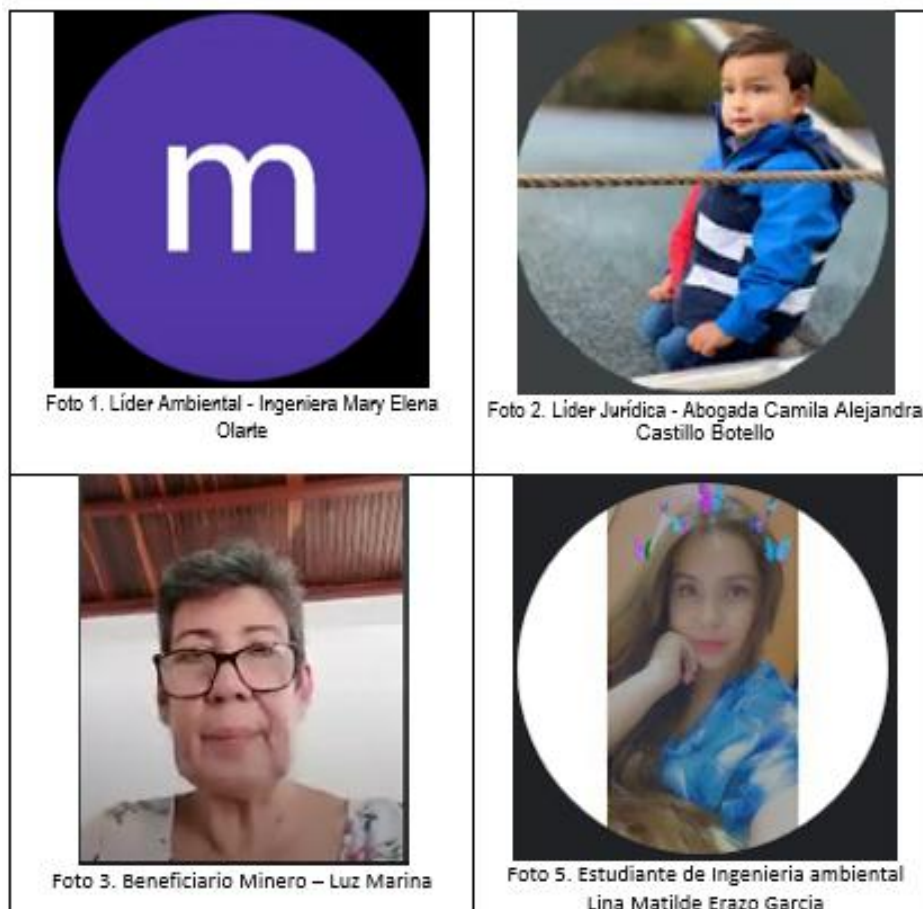 m
Foto 1. Líder Ambiental - Ingeniera Mary Elena
Olarte
Foto 2. Líder Jurídica - Abogada Camila Alejandra
Castillo Botello
Foto 3. Beneficiario Minero – Luz Marina
Foto 5. Estudiante de Ingenieria ambiental
Lina Matilde Erazo Garcia